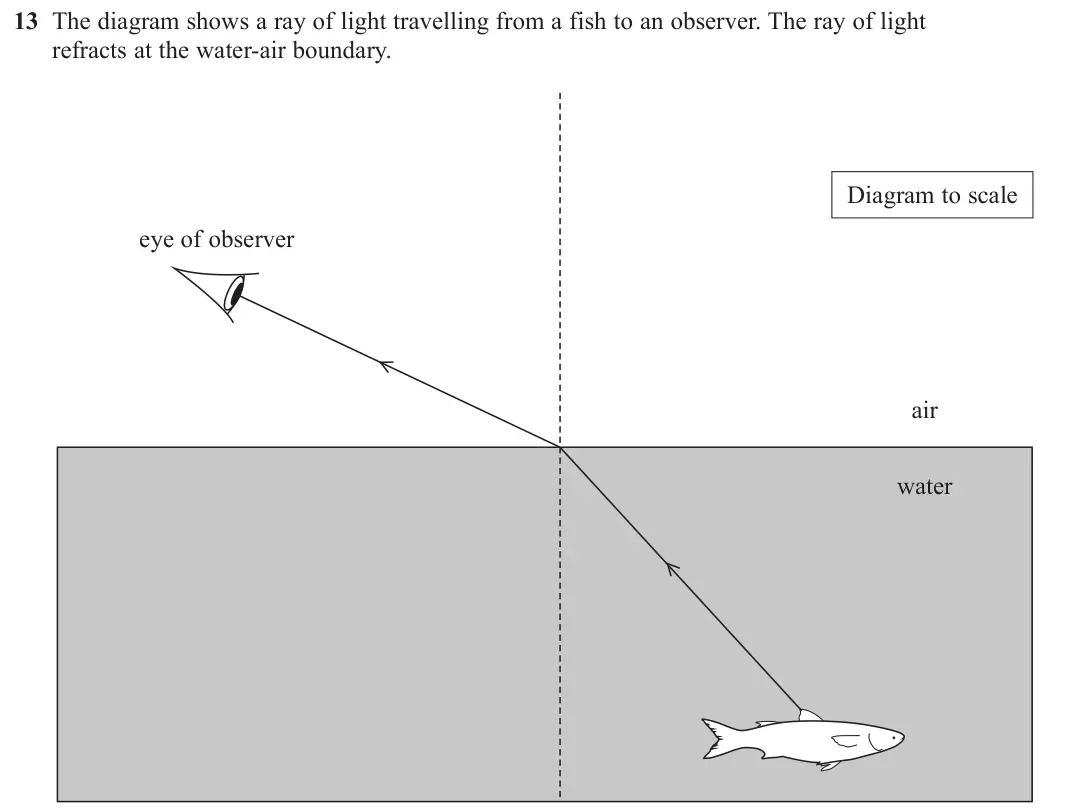 13 The diagram shows a ray of light travelling from a fish to an observer. The ray of light
refracts at the water-air boundary.
Diagram to scale
eye of observer
air
water